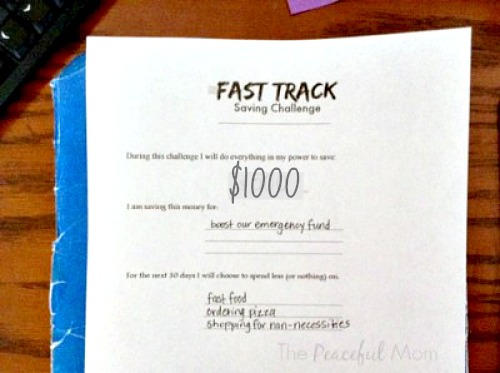 FAST TRACK
Saving Challenge
During this challenge I will do everything in my power to save:
$1000
I am saving this money for:
boost our emergency fund
For the next 30 days I will choose to spend less (or nothing) on:
fast food
ordering pizza
shopping for non-necessities
The Peaceful Mom